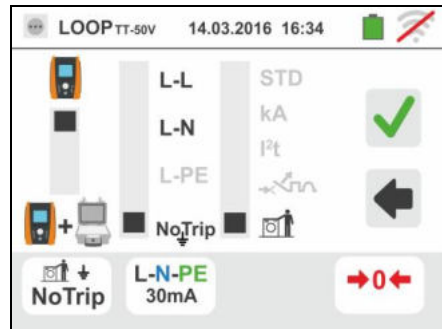 LOOP TT-50V 14.03.2016 16:34
L-L STD
L-N kA
I²t
L-PE
NoTrip
NoTrip L-N-PE
30mA →0←